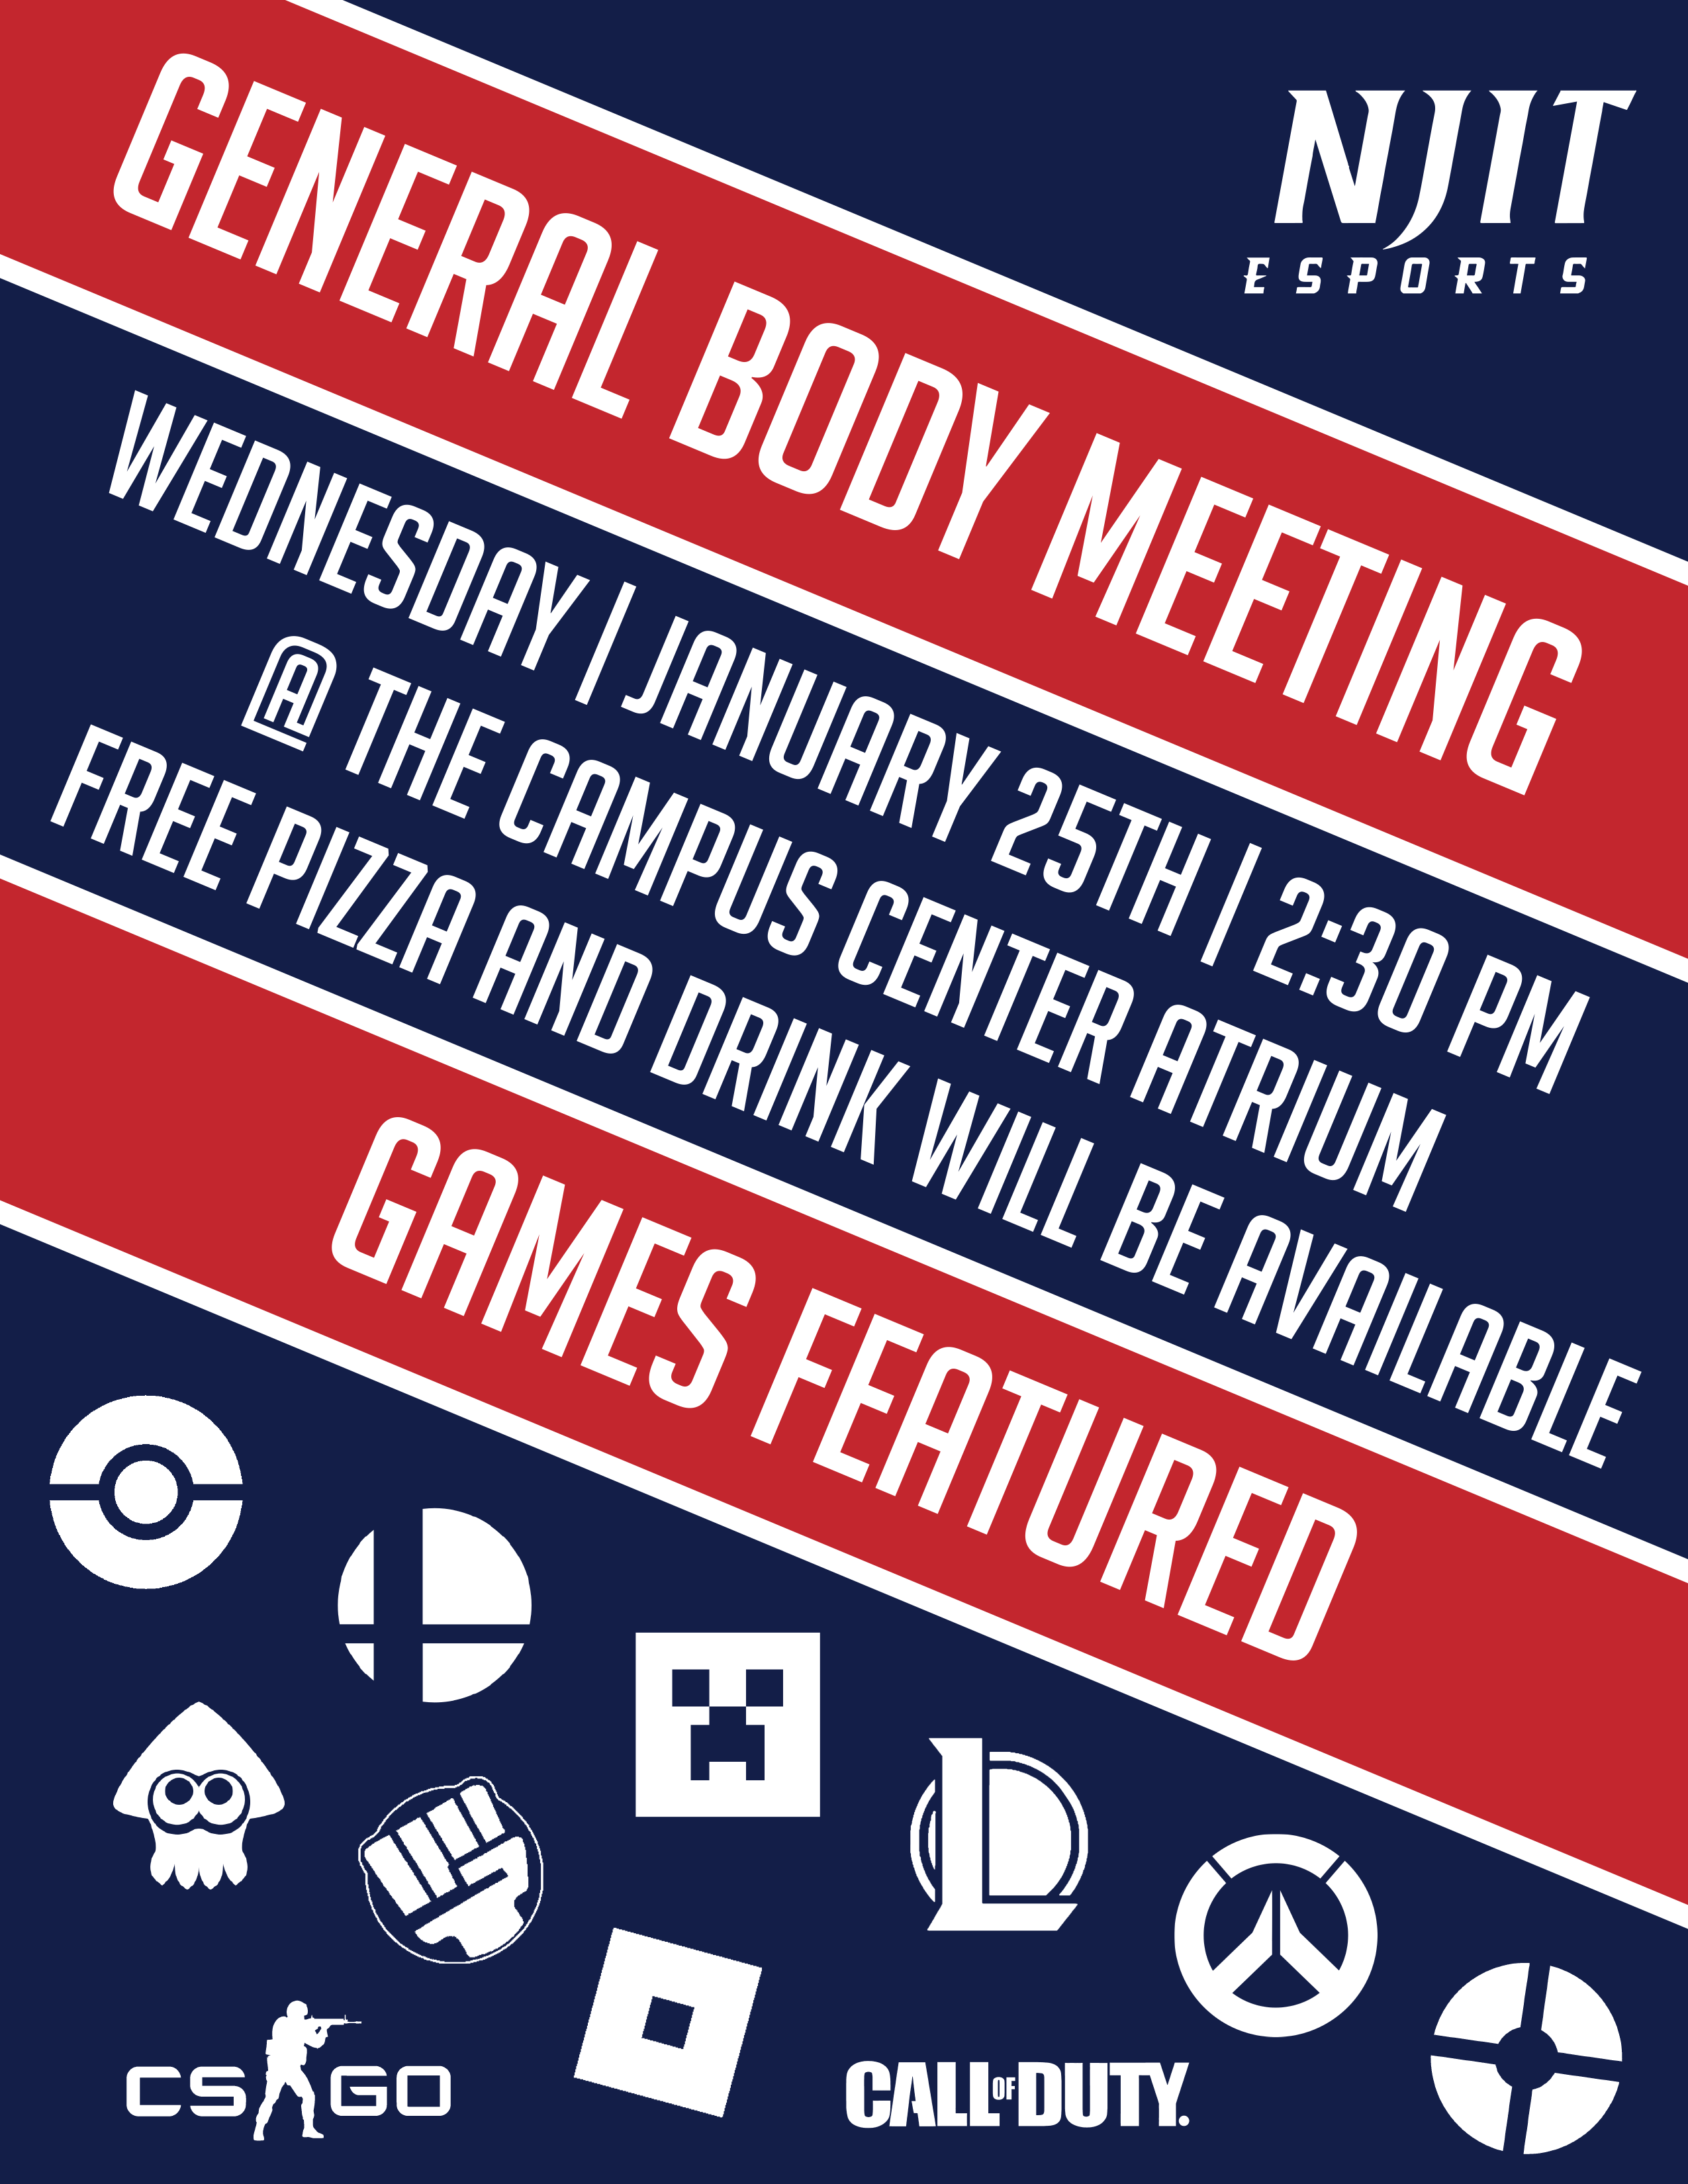 NJIT
ESPORTS
GENERAL BODY MEETING
WEDNESDAY | JANUARY 25TH | 2:30 PM
@ THE CAMPUS CENTER ATRIUM
FREE PIZZA AND DRINK WILL BE AVAILABLE
GAMES FEATURED
L
CS GO
CALL OF DUTY.